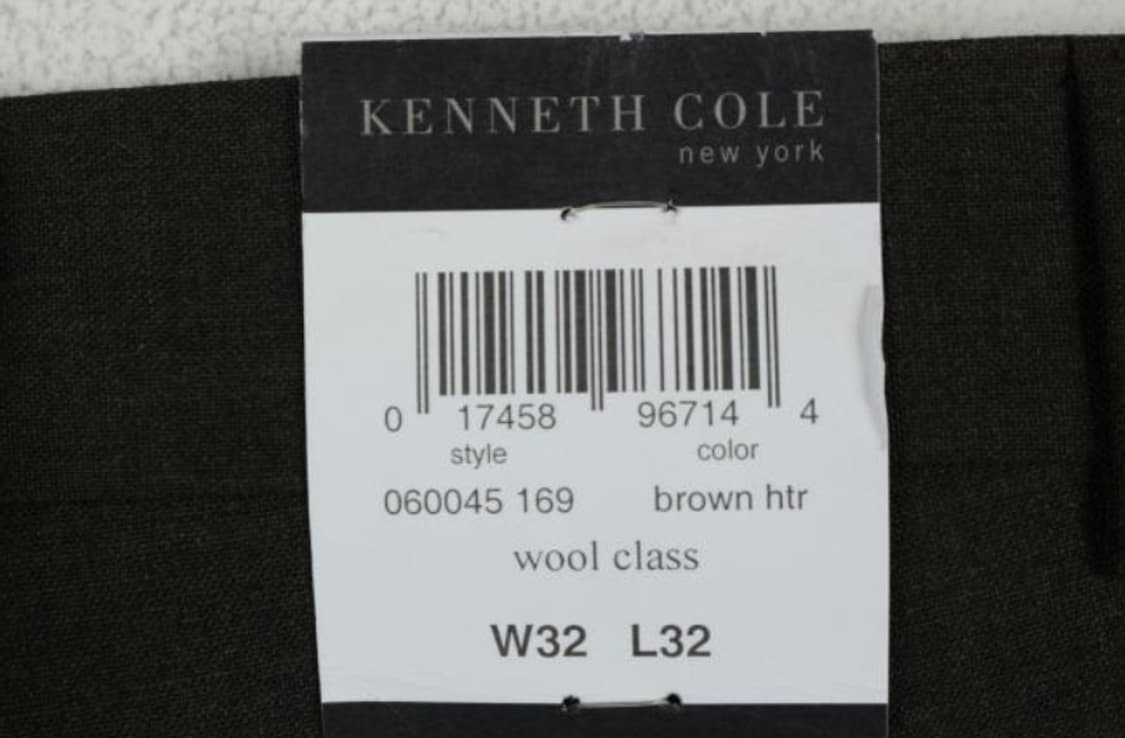 KENNETH COLE
new york
0 17458 96714 4
style color
060045 169 brown htr
wool class
W32 L32